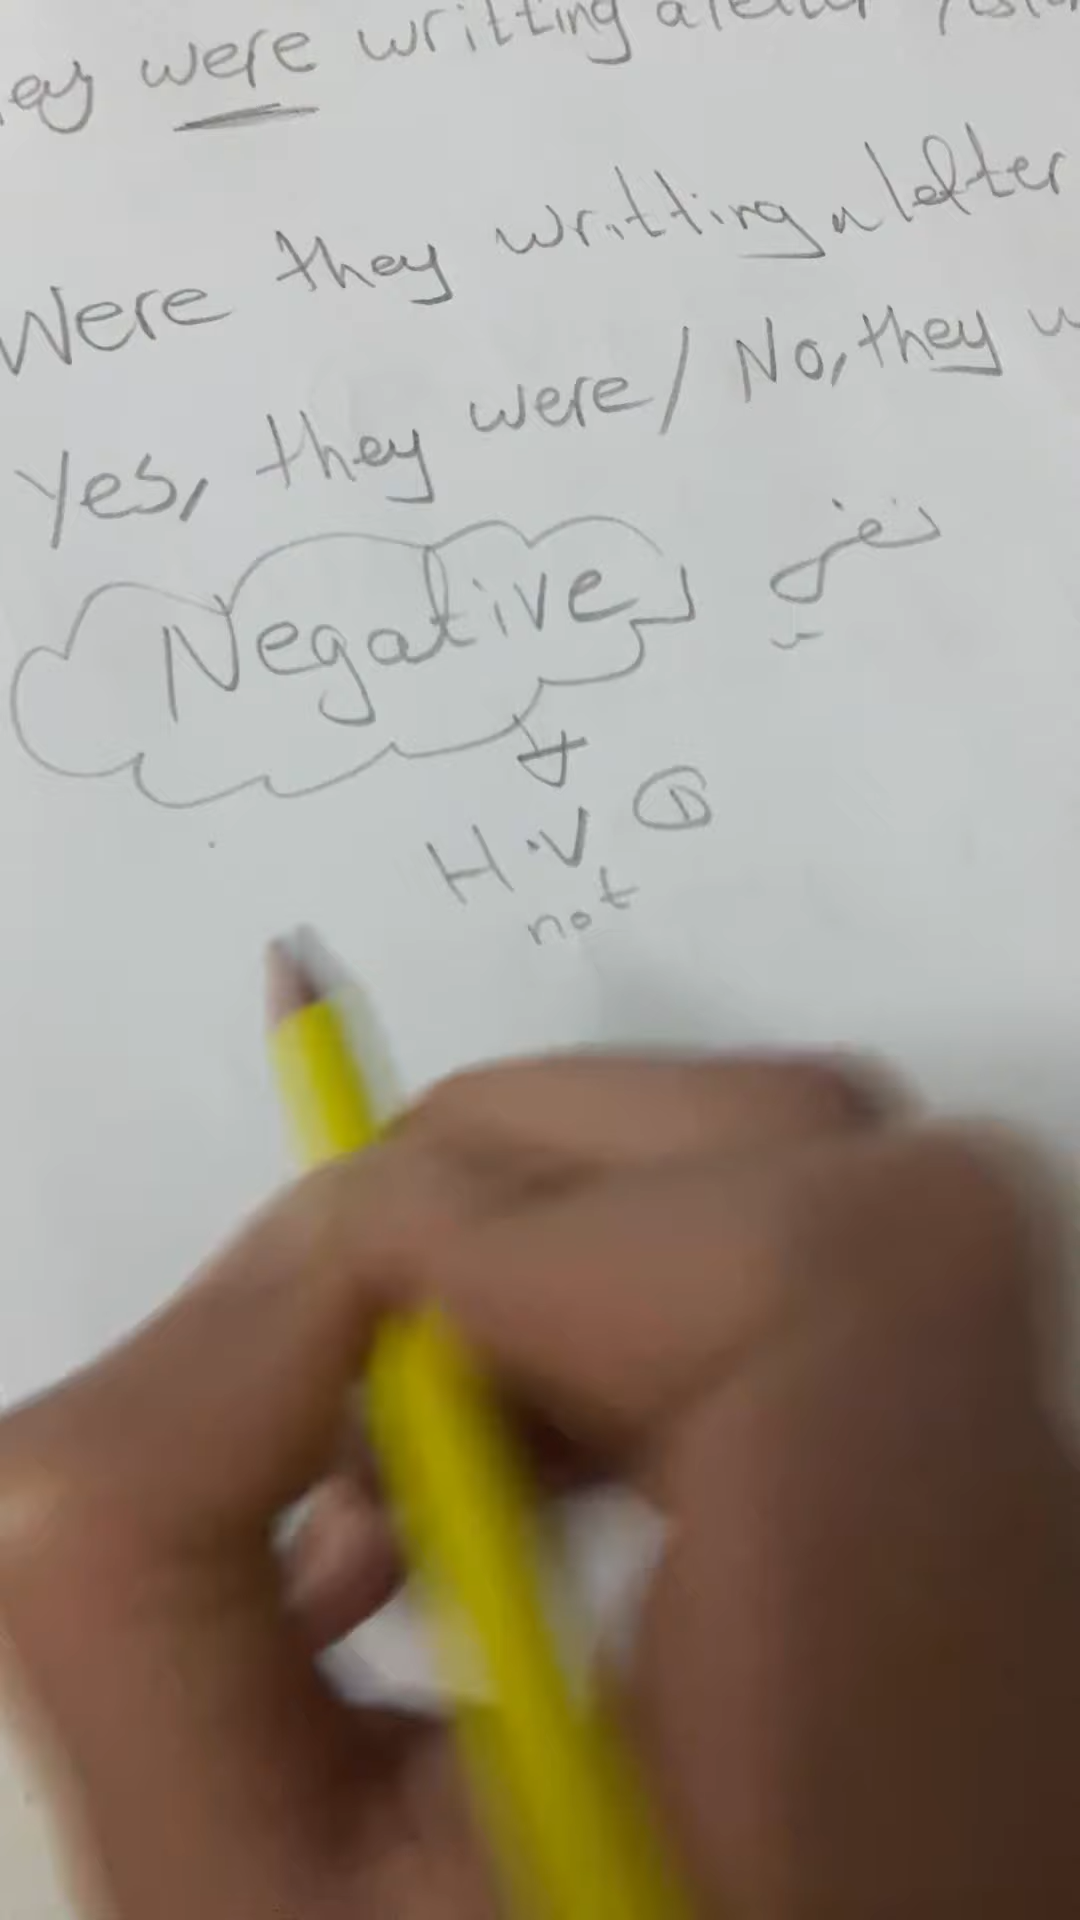 were writting a
Were they writting a letter
Yes, they were / No, they
Negative نفي
H.V ①
not